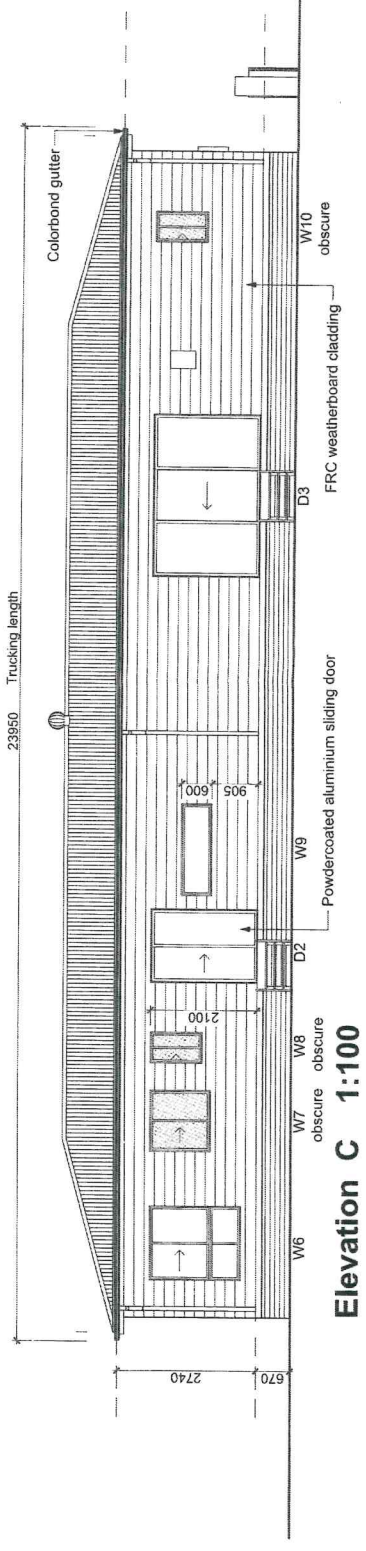 23950 Trucking length
Colorbond gutter
2740
670
2100
600
905
W6
W7
obscure
W8
obscure
D2
W9
D3
W10
obscure
Powdercoated aluminium sliding door
FRC weatherboard cladding
Elevation C 1:100